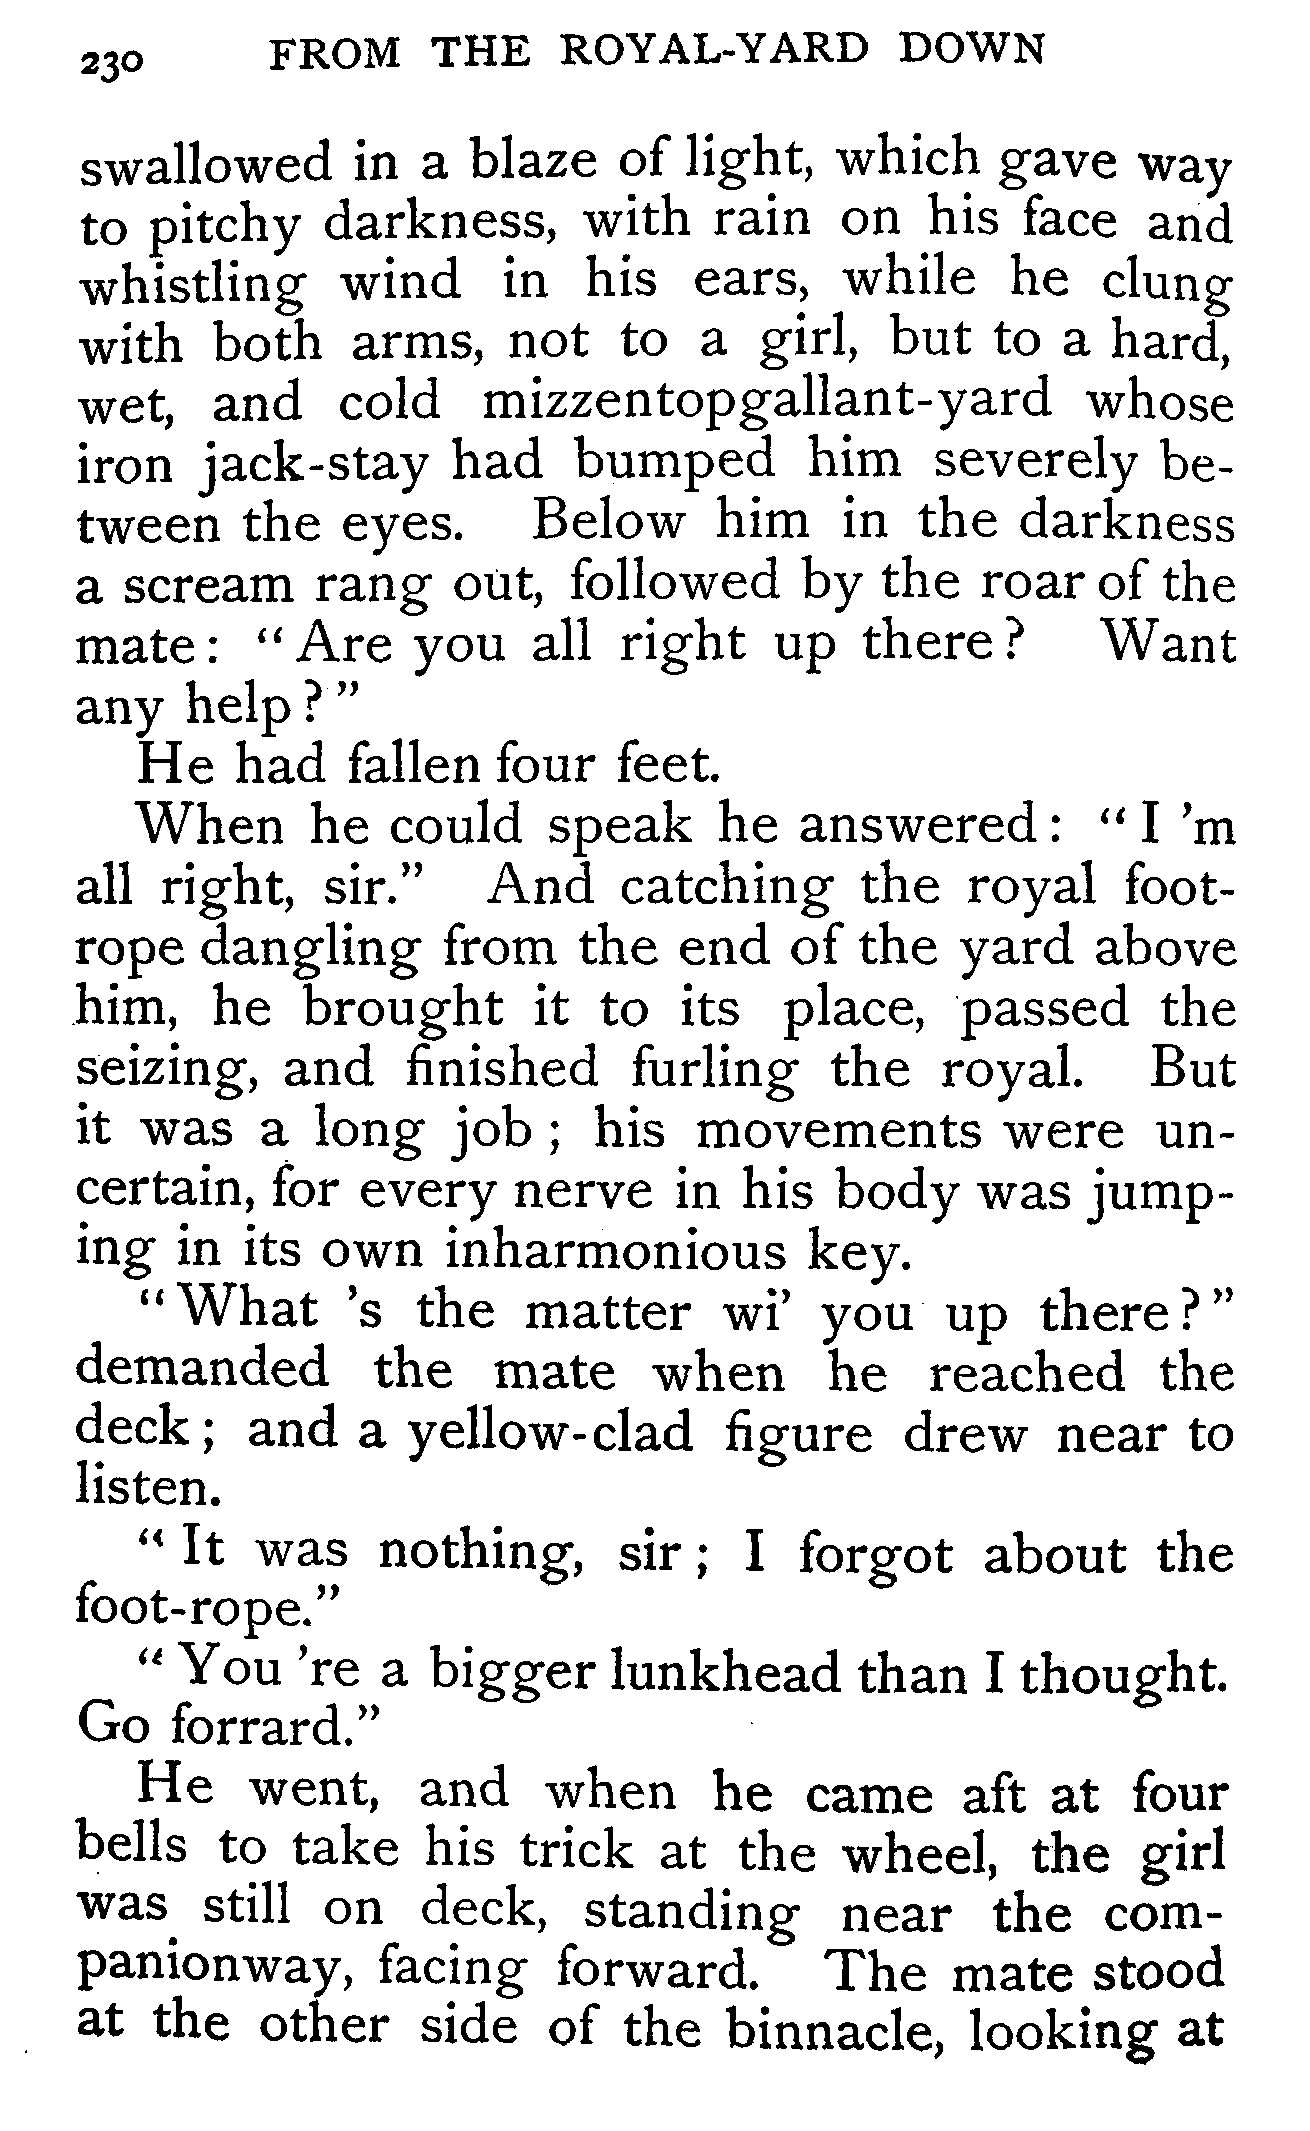 230 FROM THE ROYAL-YARD DOWN
swallowed in a blaze of light, which gave way
to pitchy darkness, with rain on his face and
whistling wind in his ears, while he clung
with both arms, not to a girl, but to a hard,
wet, and cold mizzentopgallant-yard whose
iron jack-stay had bumped him severely be-
tween the eyes. Below him in the darkness
a scream rang out, followed by the roar of the
mate: "Are you all right up there? Want
any help?"
He had fallen four feet.
When he could speak he answered: "I 'm
all right, sir." And catching the royal foot-
rope dangling from the end of the yard above
him, he brought it to its place, passed the
seizing, and finished furling the royal. But
it was a long job; his movements were un-
certain, for every nerve in his body was jump-
ing in its own inharmonious key.
"What 's the matter wi' you up there?"
demanded the mate when he reached the
deck; and a yellow-clad figure drew near to
listen.
"It was nothing, sir; I forgot about the
foot-rope."
"You 're a bigger lunkhead than I thought.
Go forrard."
He went, and when he came aft at four
bells to take his trick at the wheel, the girl
was still on deck, standing near the com-
panionway, facing forward. The mate stood
at the other side of the binnacle, looking at